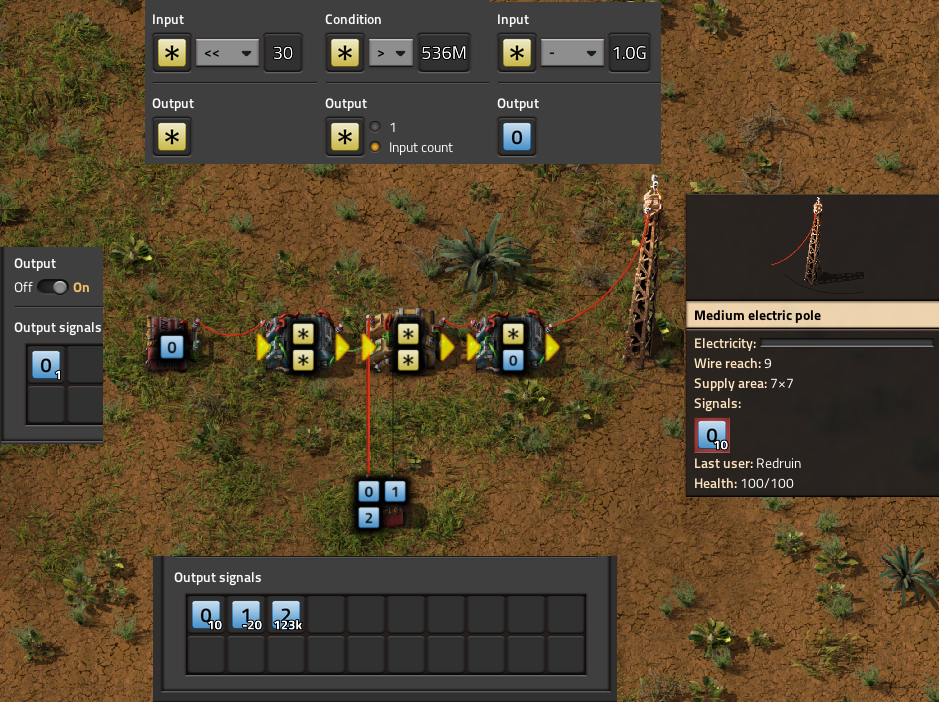 Input Condition Input
* << 30 * > 536M * - 1.0G
Output Output Output
* * 1 0
Input count
Output
Off On
Output signals
0 1
0 * * * 
* * 0
Medium electric pole
Electricity:
Wire reach: 9
Supply area: 7×7
Signals:
0 10
Last user: Redruin
Health: 100/100
0 1
2
Output signals
0 10 1 -20 2 123k